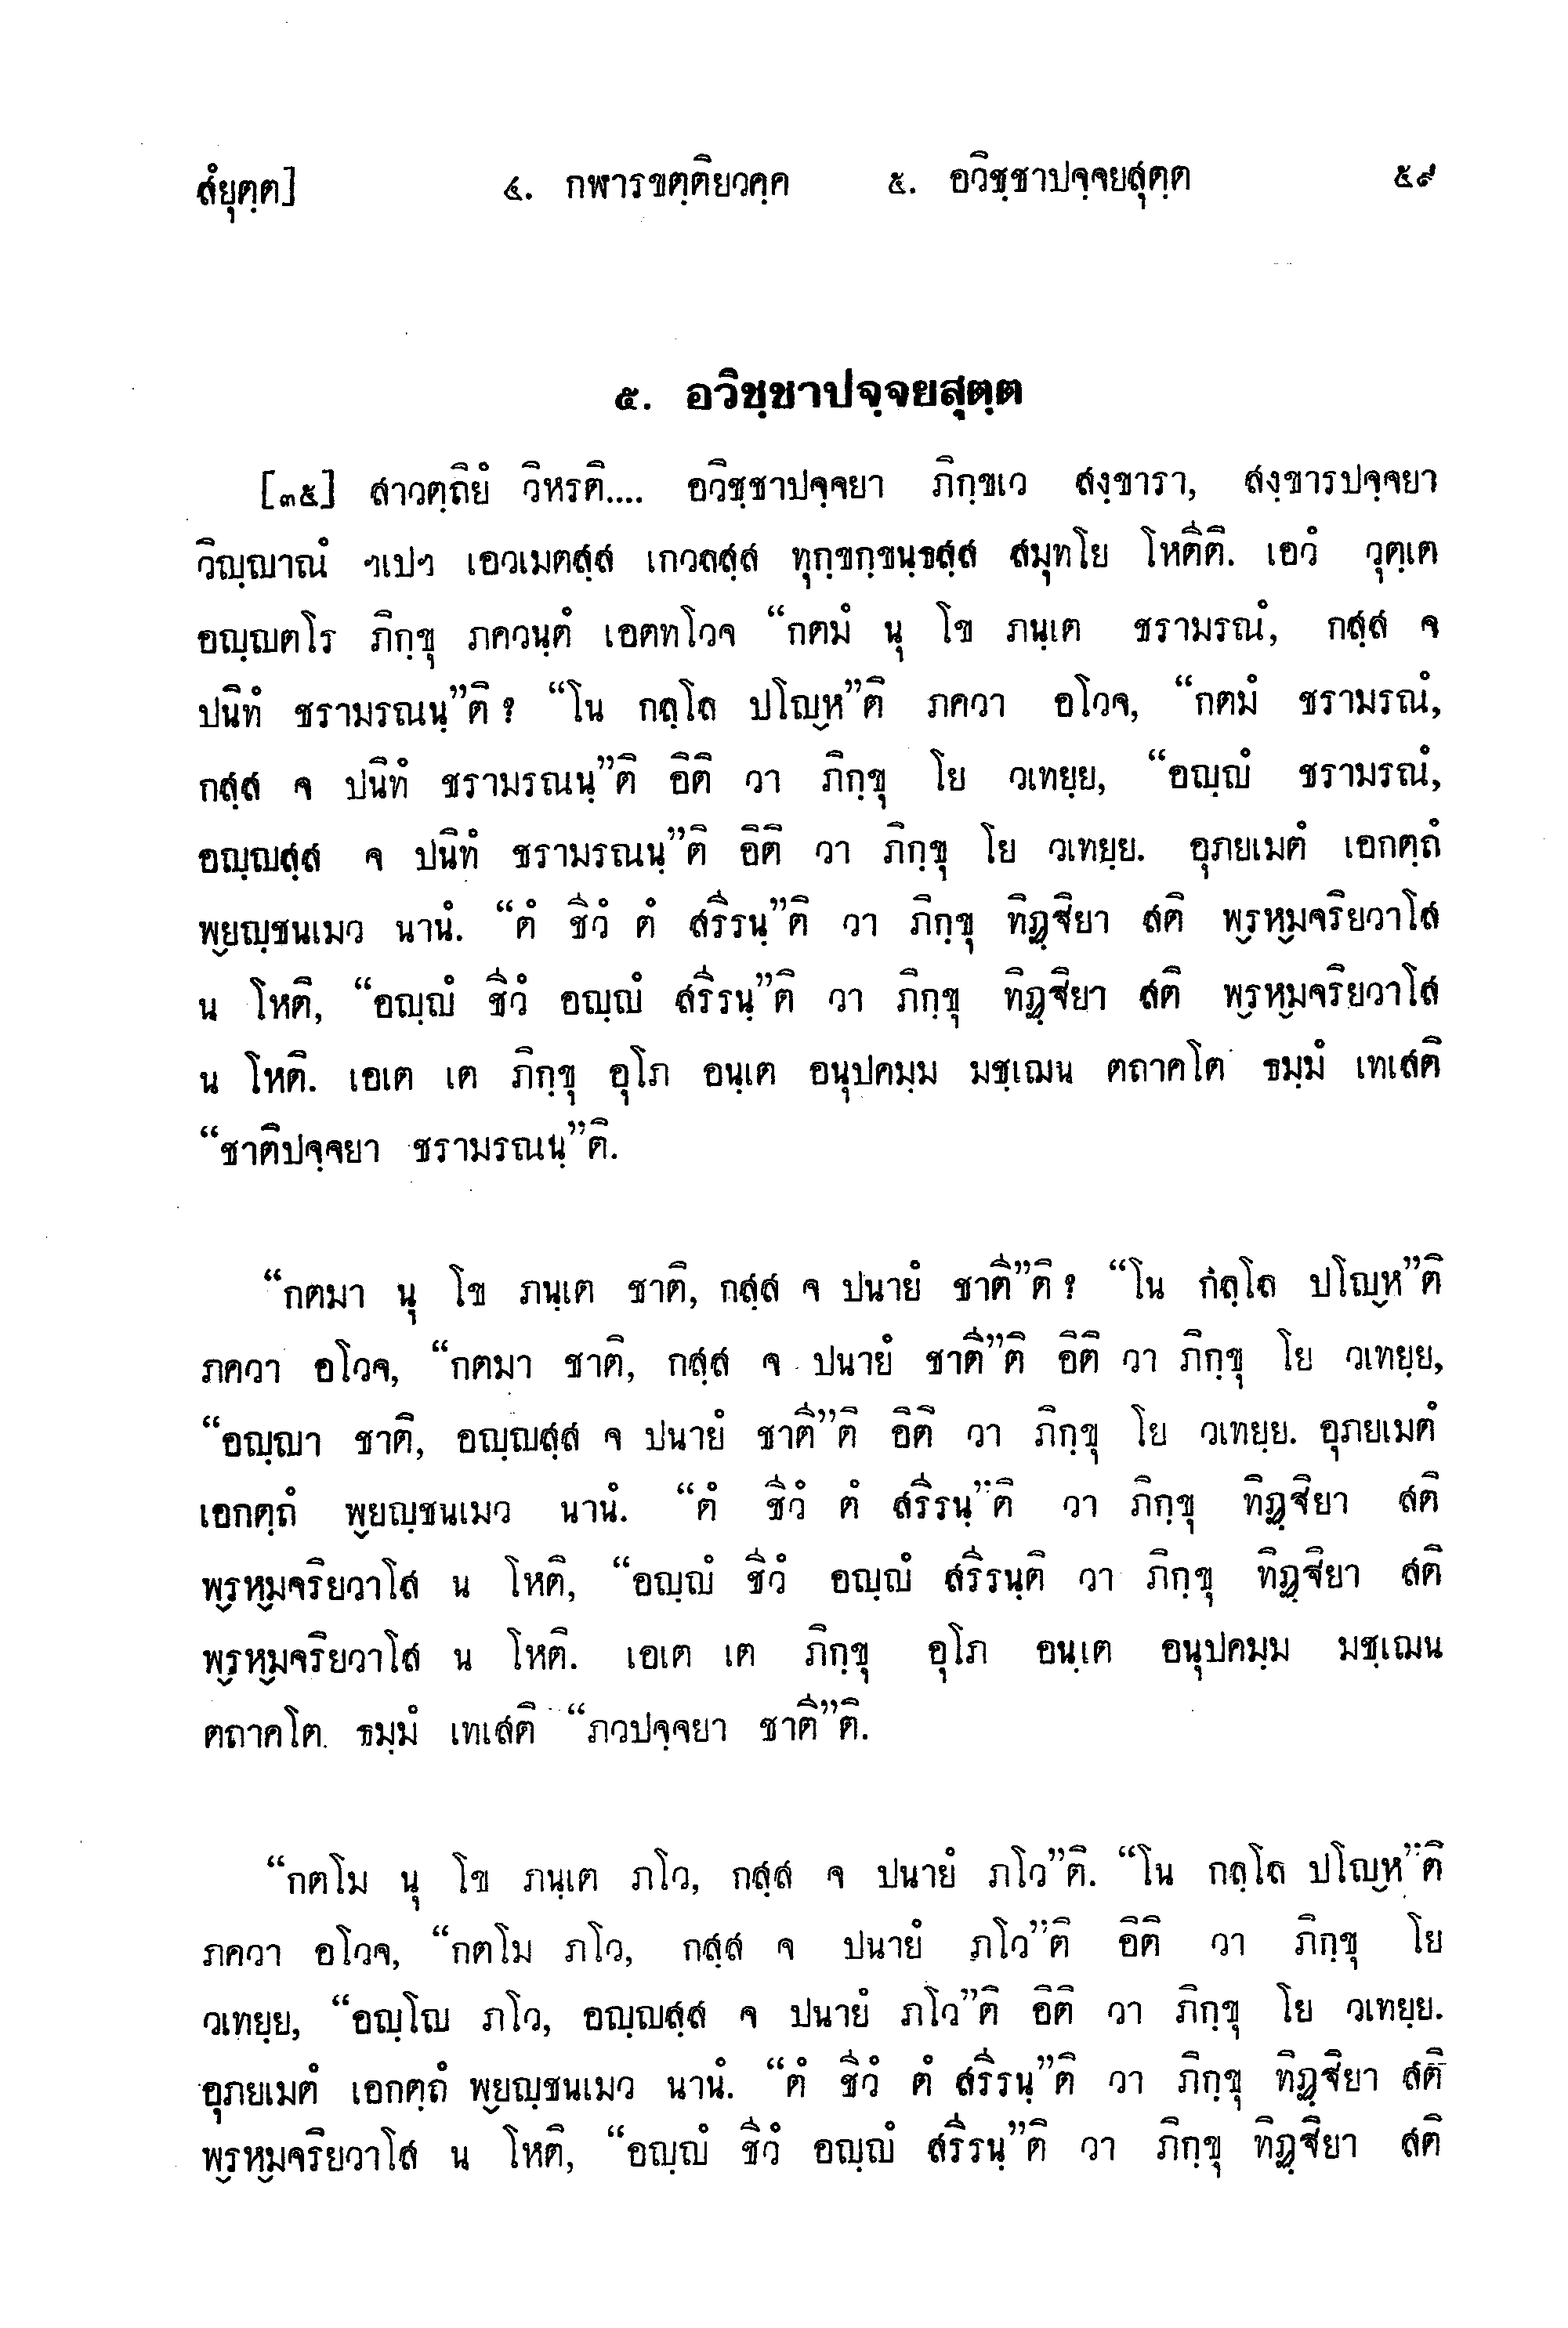 สํยุตฺต]	๔. กฬารขตฺติยวคฺค	๕. อวิชฺชาปจฺจยสุตฺต	๕๙
๕. อวิชฺชาปจฺจยสุตฺต
[๓๕] สาวตฺถิยํ วิหรติ.... อวิชฺชาปจฺจยา ภิกฺขเว สงฺขารา, สงฺขารปจฺจยา
วิญฺญาณํ ฯเปฯ เอวเมตสฺส เกวลสฺส ทุกฺขกฺขนฺธสฺส สมุทโย โหตีติ. เอวํ วุตฺเต
อญฺญตโร ภิกฺขุ ภควนฺตํ เอตทโวจ “กตมํ นุ โข ภนฺเต ชรามรณํ, กสฺส จ
ปนิทํ ชรามรณนฺ”ติ ? “โน กลฺโล ปโญฺห”ติ ภควา อโวจ, “กตมํ ชรามรณํ,
กสฺส จ ปนิทํ ชรามรณนฺ”ติ อิติ วา ภิกฺขุ โย วเทยฺย, “อญฺญํ ชรามรณํ,
อญฺญสฺส จ ปนิทํ ชรามรณนฺ”ติ อิติ วา ภิกฺขุ โย วเทยฺย. อุภยเมตํ เอกตฺถํ
พฺยญฺชนเมว นานํ. “ตํ ชีวํ ตํ สรีรนฺ”ติ วา ภิกฺขุ ทิฏฺฐิยา สติ พฺรหฺมจริยวาโส
น โหติ, “อญฺญํ ชีวํ อญฺญํ สรีรนฺ”ติ วา ภิกฺขุ ทิฏฺฐิยา สติ พฺรหฺมจริยวาโส
น โหติ. เอเต เต ภิกฺขุ อุโภ อนฺเต อนุปคมฺม มชฺเฌน ตถาคโต ธมฺมํ เทเสติ
“ชาติปจฺจยา ชรามรณนฺ”ติ.
“กตมา นุ โข ภนฺเต ชาติ, กสฺส จ ปนายํ ชาตี”ติ ? “โน กลฺโล ปโญฺห”ติ
ภควา อโวจ, “กตมา ชาติ, กสฺส จ ปนายํ ชาตี”ติ อิติ วา ภิกฺขุ โย วเทยฺย,
“อญฺญา ชาติ, อญฺญสฺส จ ปนายํ ชาตี”ติ อิติ วา ภิกฺขุ โย วเทยฺย. อุภยเมตํ
เอกตฺถํ พฺยญฺชนเมว นานํ. “ตํ ชีวํ ตํ สรีรนฺ”ติ วา ภิกฺขุ ทิฏฺฐิยา สติ
พฺรหฺมจริยวาโส น โหติ, “อญฺญํ ชีวํ อญฺญํ สรีรนฺติ วา ภิกฺขุ ทิฏฺฐิยา สติ
พฺรหฺมจริยวาโส น โหติ. เอเต เต ภิกฺขุ อุโภ อนฺเต อนุปคมฺม มชฺเฌน
ตถาคโต ธมฺมํ เทเสติ “ภวปจฺจยา ชาตี”ติ.
“กตโม นุ โข ภนฺเต ภโว, กสฺส จ ปนายํ ภโว”ติ. “โน กลฺโล ปโญฺห”ติ
ภควา อโวจ, “กตโม ภโว, กสฺส จ ปนายํ ภโว”ติ อิติ วา ภิกฺขุ โย
วเทยฺย, “อญฺโญ ภโว, อญฺญสฺส จ ปนายํ ภโว”ติ อิติ วา ภิกฺขุ โย วเทยฺย.
อุภยเมตํ เอกตฺถํ พฺยญฺชนเมว นานํ. “ตํ ชีวํ ตํ สรีรนฺ”ติ วา ภิกฺขุ ทิฏฺฐิยา สติ
พฺรหฺมจริยวาโส น โหติ, “อญฺญํ ชีวํ อญฺญํ สรีรนฺ”ติ วา ภิกฺขุ ทิฏฺฐิยา สติ